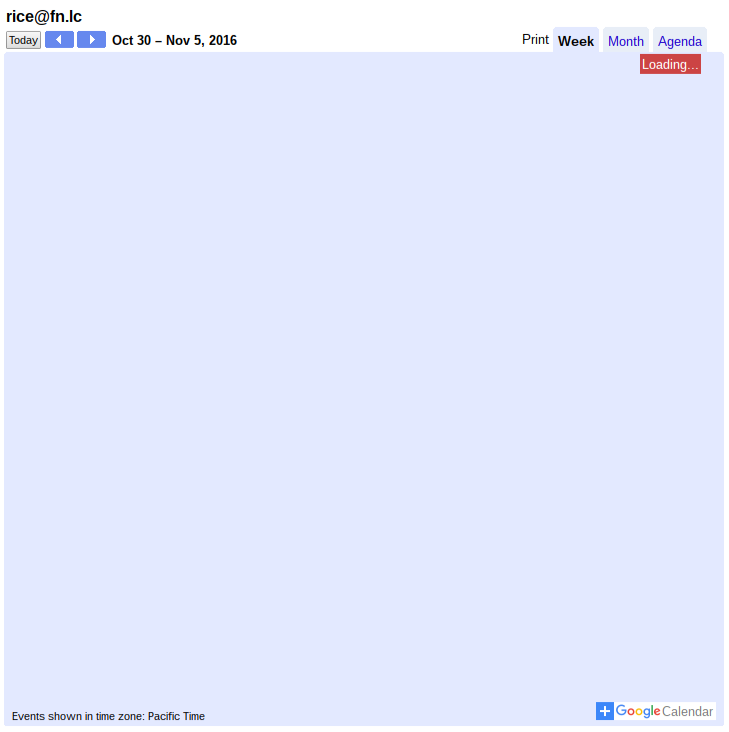 rice@fn.lc
Today Oct 30 – Nov 5, 2016 Print Week Month Agenda
Loading...
Events shown in time zone: Pacific Time
Google Calendar